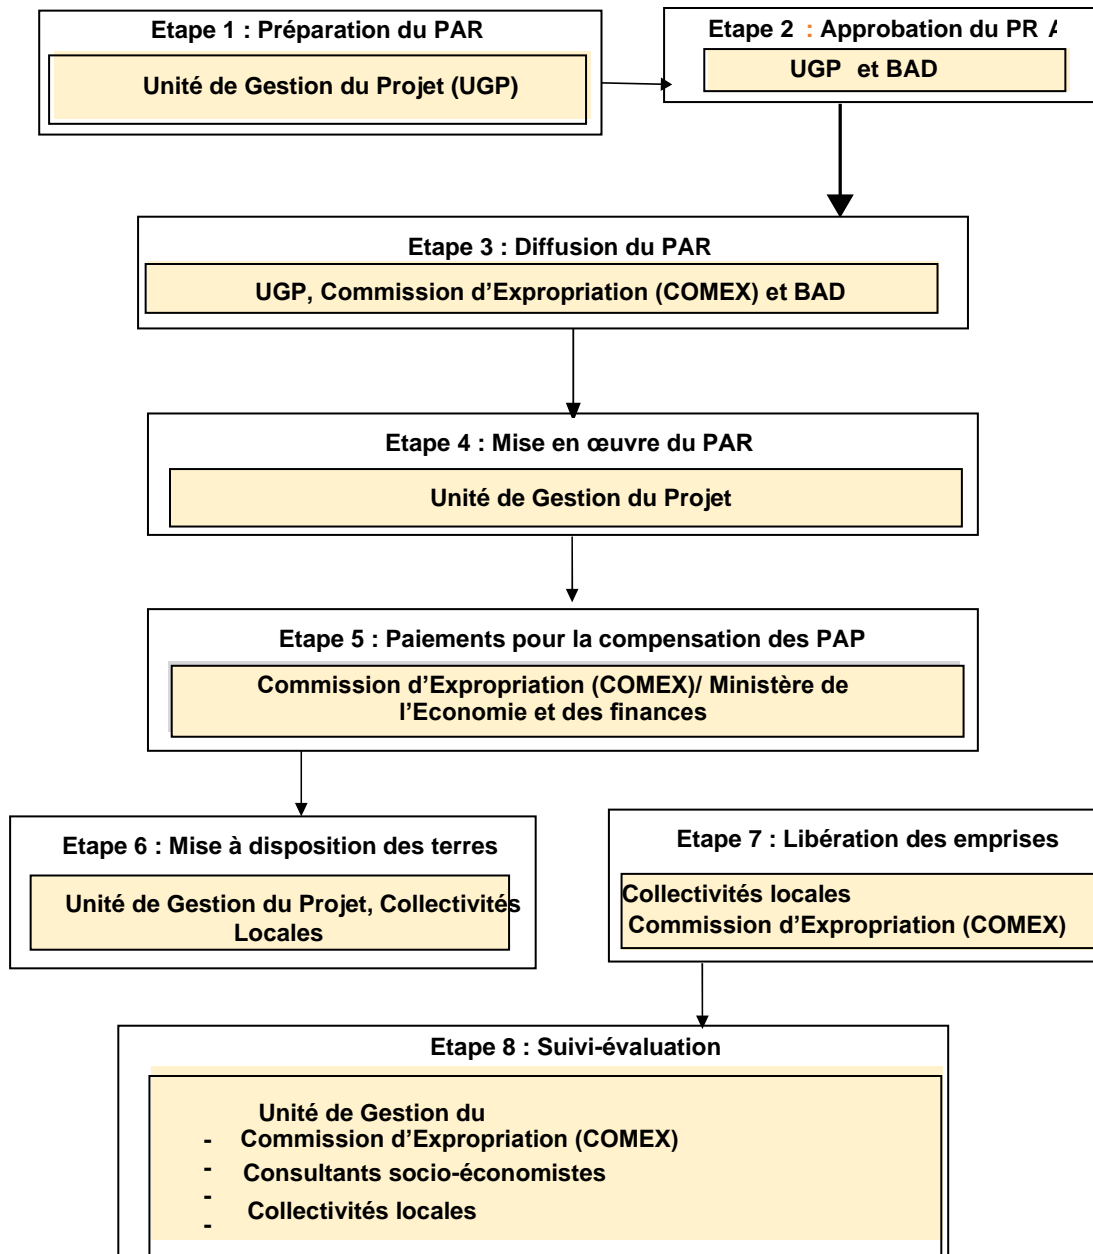 Etape 1 : Préparation du PAR
Unité de Gestion du Projet (UGP)
Etape 2 : Approbation du PR A
UGP et BAD
Etape 3 : Diffusion du PAR
UGP, Commission d’Expropriation (COMEX) et BAD
Etape 4 : Mise en œuvre du PAR
Unité de Gestion du Projet
Etape 5 : Paiements pour la compensation des PAP
Commission d’Expropriation (COMEX)/ Ministère de
l’Economie et des finances
Etape 6 : Mise à disposition des terres
Unité de Gestion du Projet, Collectivités
Locales
Etape 7 : Libération des emprises
Collectivités locales
Commission d’Expropriation (COMEX)
Etape 8 : Suivi-évaluation
Unité de Gestion du
- Commission d’Expropriation (COMEX)
- Consultants socio-économistes
-
Collectivités locales
-